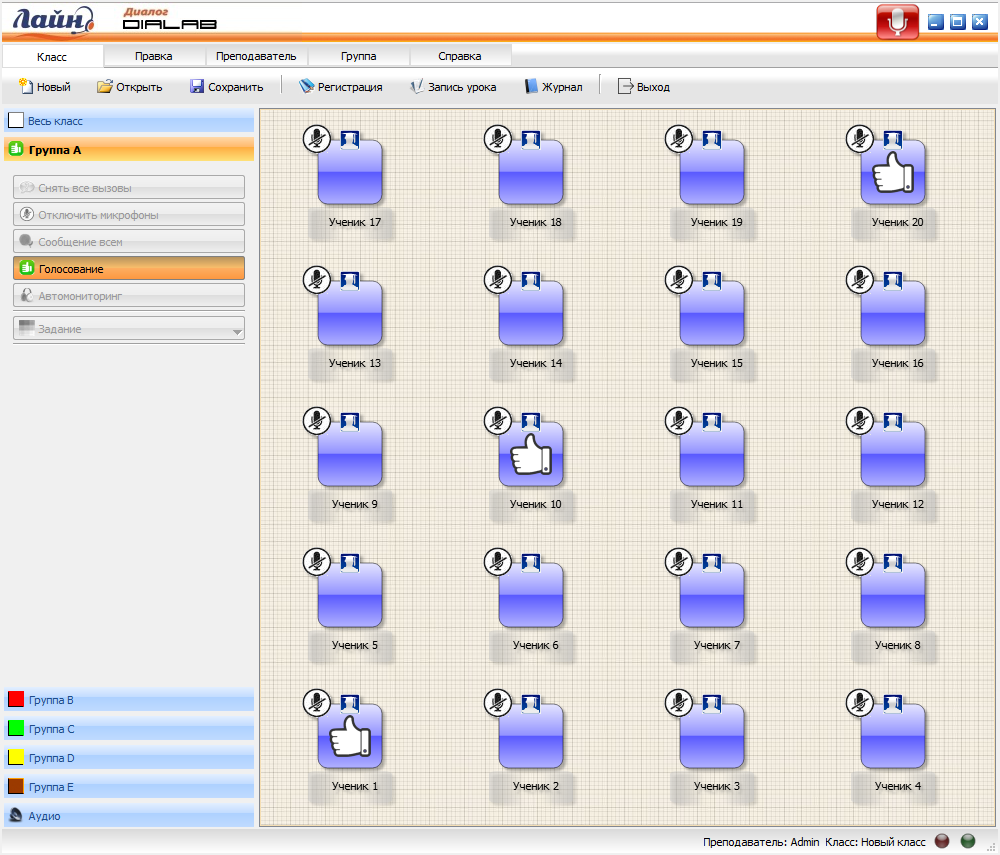 Лайн
Диалог
DIALAB
Класс Правка Преподаватель Группа Справка
Новый Открыть Сохранить Регистрация Запись урока Журнал Выход
Весь класс
Группа A
Снять все вызовы
Отключить микрофоны
Сообщение всем
Голосование
Автомониторинг
Задание
Группа B
Группа C
Группа D
Группа E
Аудио
Ученик 17 Ученик 18 Ученик 19 Ученик 20
Ученик 13 Ученик 14 Ученик 15 Ученик 16
Ученик 9 Ученик 10 Ученик 11 Ученик 12
Ученик 5 Ученик 6 Ученик 7 Ученик 8
Ученик 1 Ученик 2 Ученик 3 Ученик 4
Преподаватель: Admin Класс: Новый класс